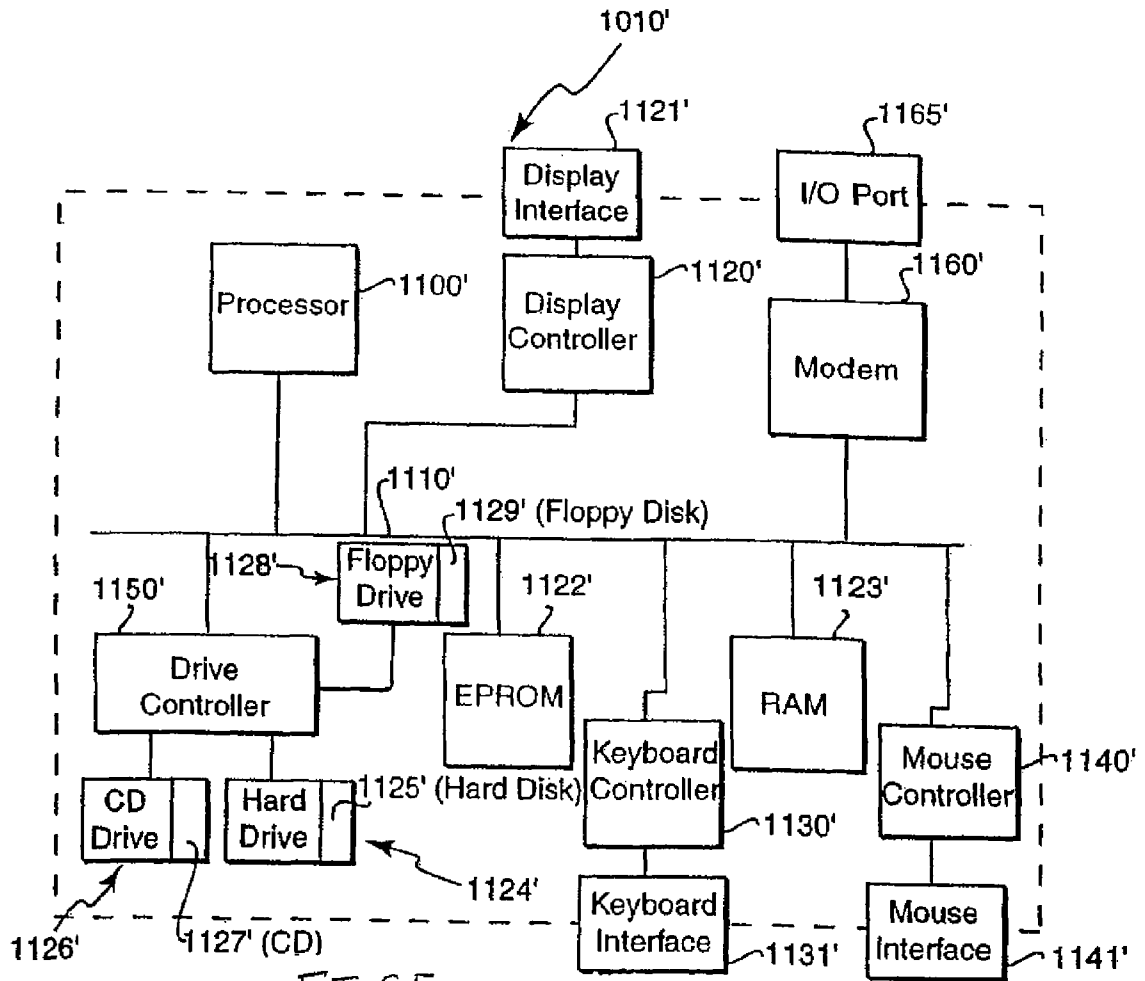 1010'
1121'
1165'
Display
Interface
I/O Port
1120'
1160'
Processor
1100'
Display
Controller
Modem
1110'
1129' (Floppy Disk)
1128'
Floppy
Drive
1150'
1122'
1123'
Drive
Controller
EPROM
RAM
Keyboard
Controller
Mouse
Controller
1140'
CD
Drive
Hard
Drive
1125' (Hard Disk)
1130'
1124'
1126'
1127' (CD)
Keyboard
Interface
1131'
Mouse
Interface
1141'